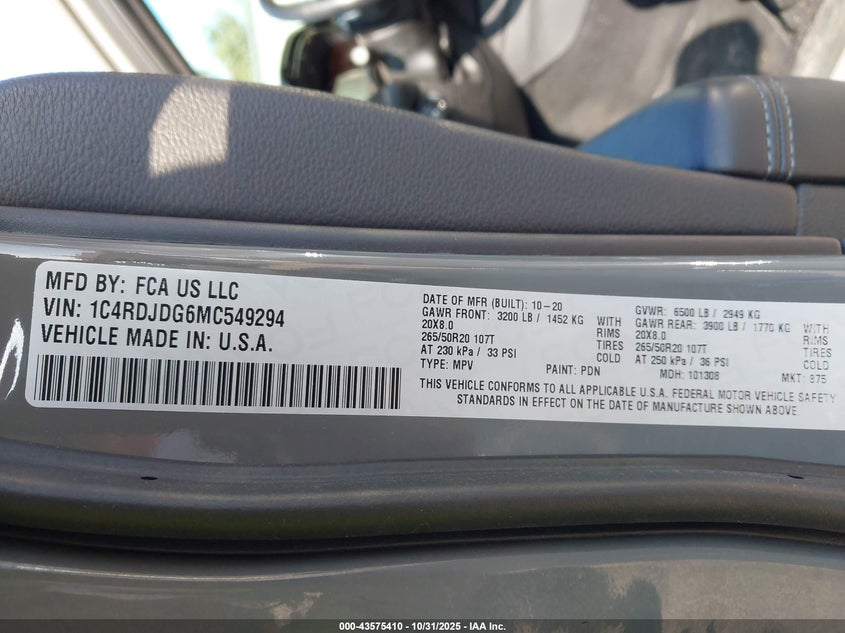 MFD BY: FCA US LLC
VIN: 1C4RDJDG6MC549294
VEHICLE MADE IN: U.S.A.
DATE OF MFR (BUILT): 10-20
GAWR FRONT: 3200 LB / 1452 KG WITH
20X8.0 RIMS
265/50R20 107T TIRES
AT 230 kPa / 33 PSI COLD
TYPE: MPV PAINT: PDN
GVWR: 6500 LB / 2949 KG
GAWR REAR: 3900 LB / 1770 KG WITH
20X8.0 RIMS
265/50R20 107T TIRES
AT 250 kPa / 36 PSI COLD
MDH: 101308 MKT: 875
THIS VEHICLE CONFORMS TO ALL APPLICABLE U.S.A. FEDERAL MOTOR VEHICLE SAFETY
STANDARDS IN EFFECT ON THE DATE OF MANUFACTURE SHOWN ABOVE.
000-43575410 - 10/31/2025 - IAA Inc.